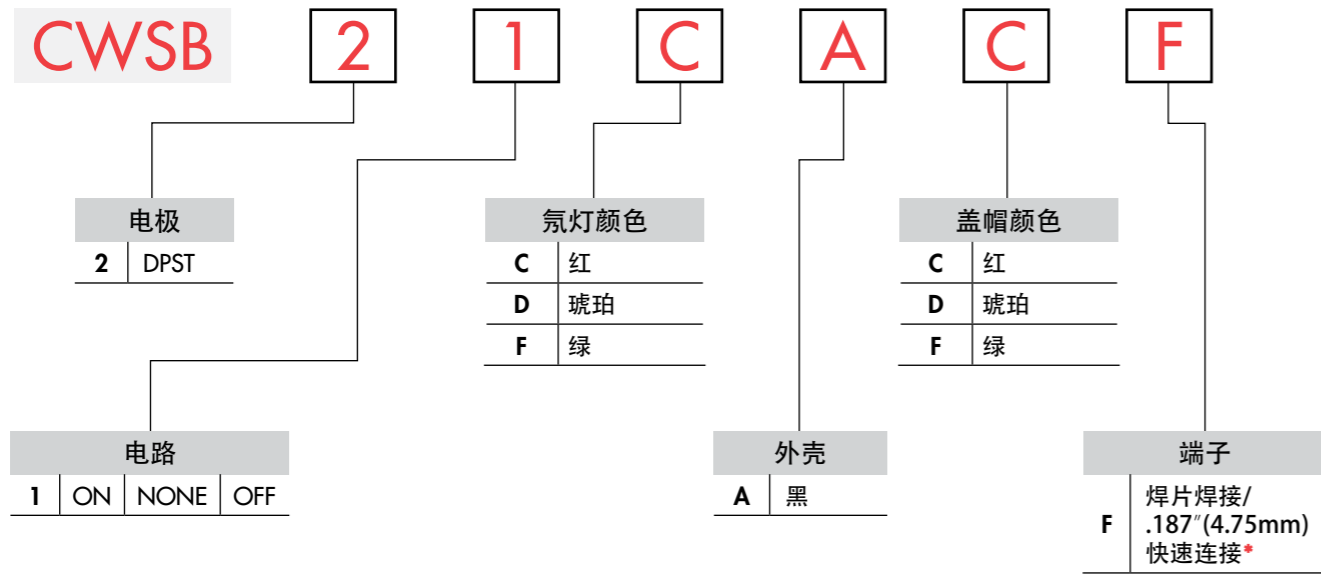 CWSB 2 1 C A C F
电极
2 DPST
氖灯颜色
C 红
D 琥珀
F 绿
盖帽颜色
C 红
D 琥珀
F 绿
电路
1 ON NONE OFF
外壳
A 黑
端子
F 焊片焊接/
.187″(4.75mm)
快速连接*